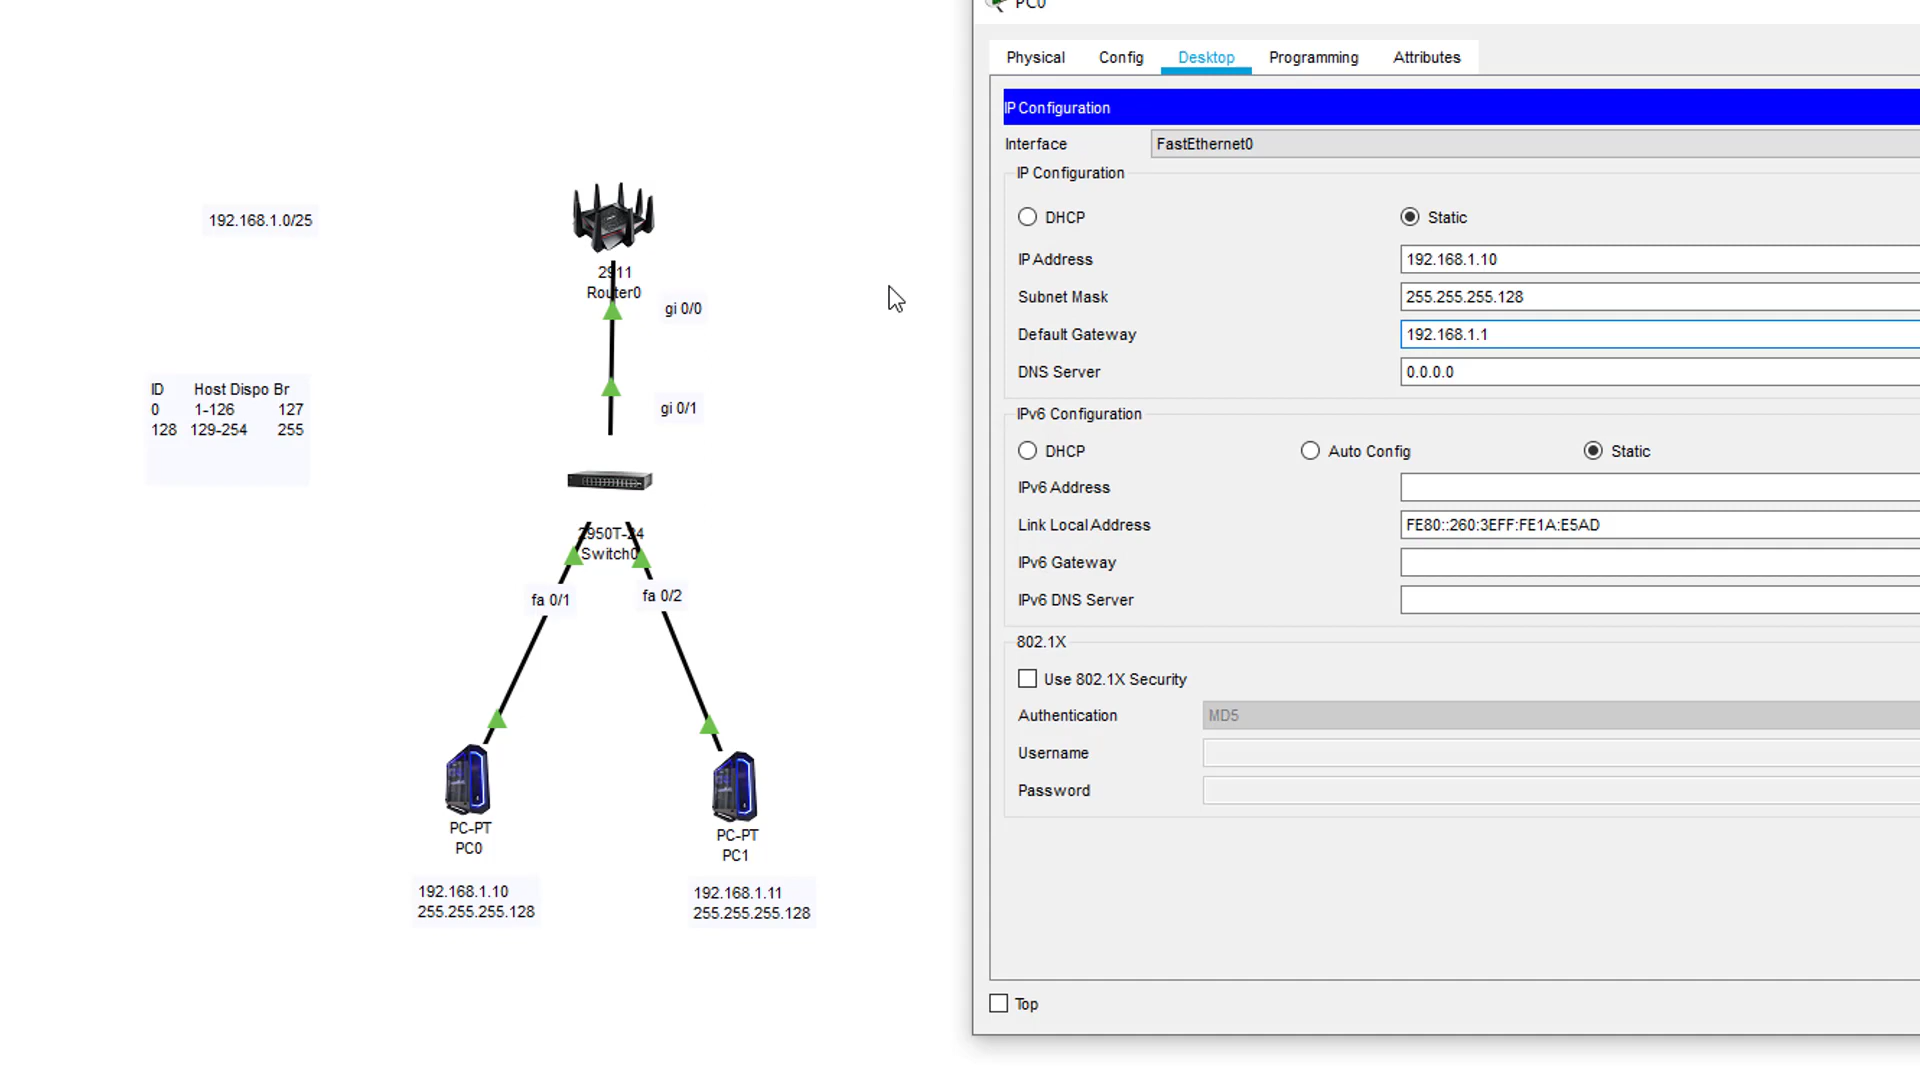 192.168.1.0/25
ID Host Dispo Br
0 1-126 127
128 129-254 255
2911
Router0
gi 0/0
gi 0/1
2950T-24
Switch0
fa 0/1
fa 0/2
PC-PT
PC0
192.168.1.10
255.255.255.128
PC-PT
PC1
192.168.1.11
255.255.255.128
PC0
Physical Config Desktop Programming Attributes
IP Configuration
Interface FastEthernet0
IP Configuration
DHCP Static
IP Address 192.168.1.10
Subnet Mask 255.255.255.128
Default Gateway 192.168.1.1
DNS Server 0.0.0.0
IPv6 Configuration
DHCP Auto Config Static
IPv6 Address
Link Local Address FE80::260:3EFF:FE1A:E5AD
IPv6 Gateway
IPv6 DNS Server
802.1X
Use 802.1X Security
Authentication MD5
Username
Password
Top